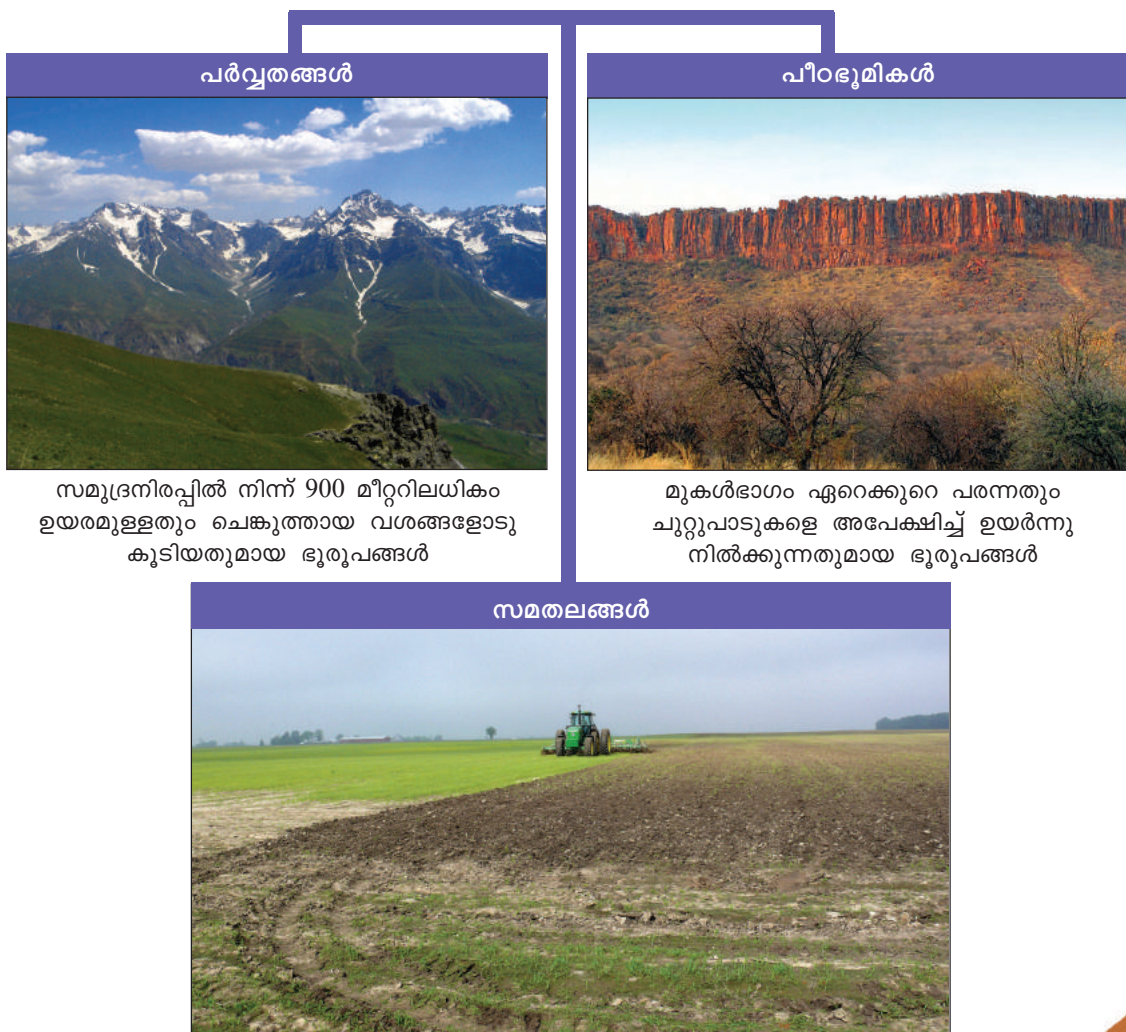 പർവ്വതങ്ങൾ
സമുദ്രനിരപ്പിൽ നിന്ന് 900 മീറ്ററിലധികം
ഉയരമുള്ളതും ചെങ്കുത്തായ വശങ്ങളോടു
കൂടിയതുമായ ഭൂരൂപങ്ങൾ
പീഠഭൂമികൾ
മുകൾഭാഗം ഏറെക്കുറെ പരന്നതും
ചുറ്റുപാടുകളെ അപേക്ഷിച്ച് ഉയർന്നു
നിൽക്കുന്നതുമായ ഭൂരൂപങ്ങൾ
സമതലങ്ങൾ